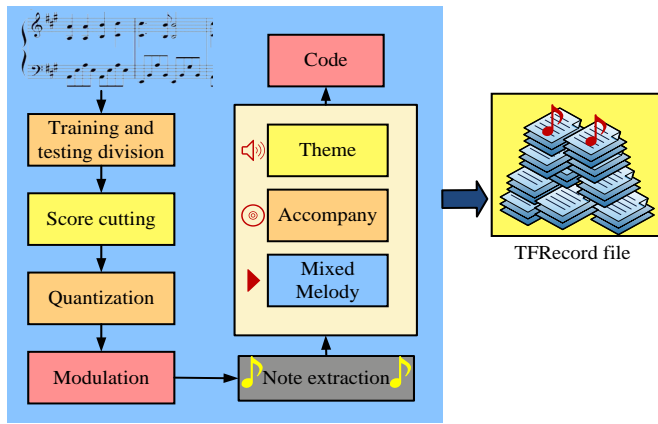 Training and
testing division
Score cutting
Quantization
Modulation
Code
Theme
Accompany
Mixed
Melody
Note extraction
TFRecord file